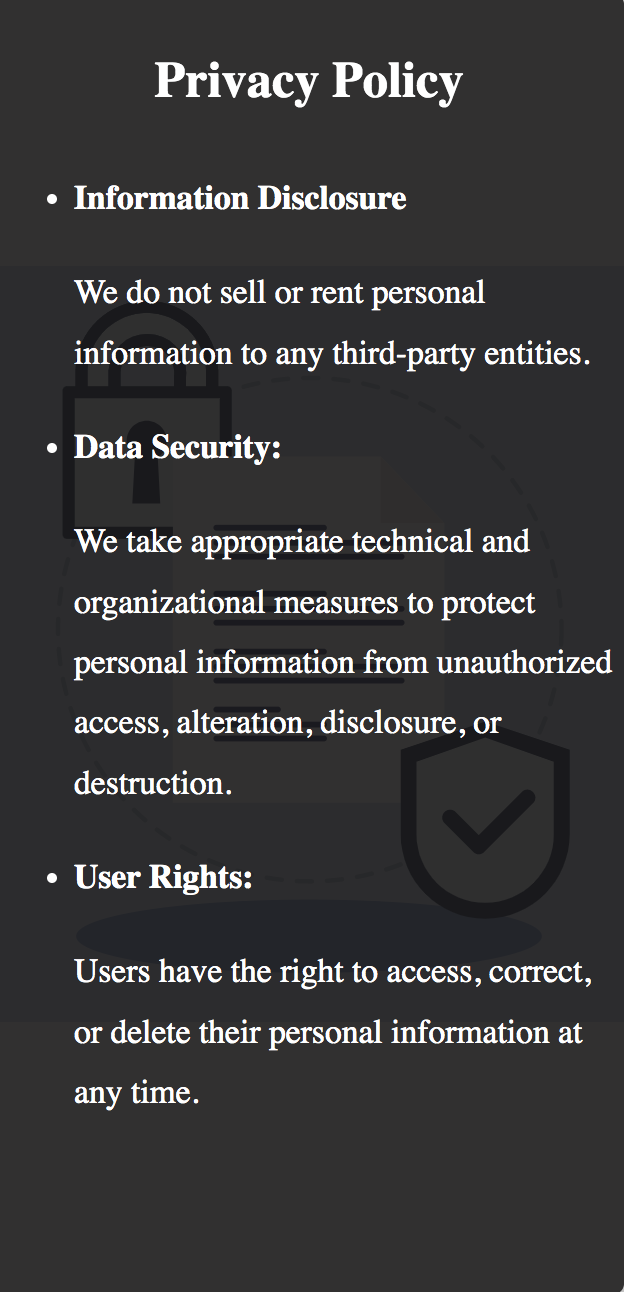 Privacy Policy
• Information Disclosure
We do not sell or rent personal
information to any third-party entities.
• Data Security:
We take appropriate technical and
organizational measures to protect
personal information from unauthorized
access, alteration, disclosure, or
destruction.
• User Rights:
Users have the right to access, correct,
or delete their personal information at
any time.